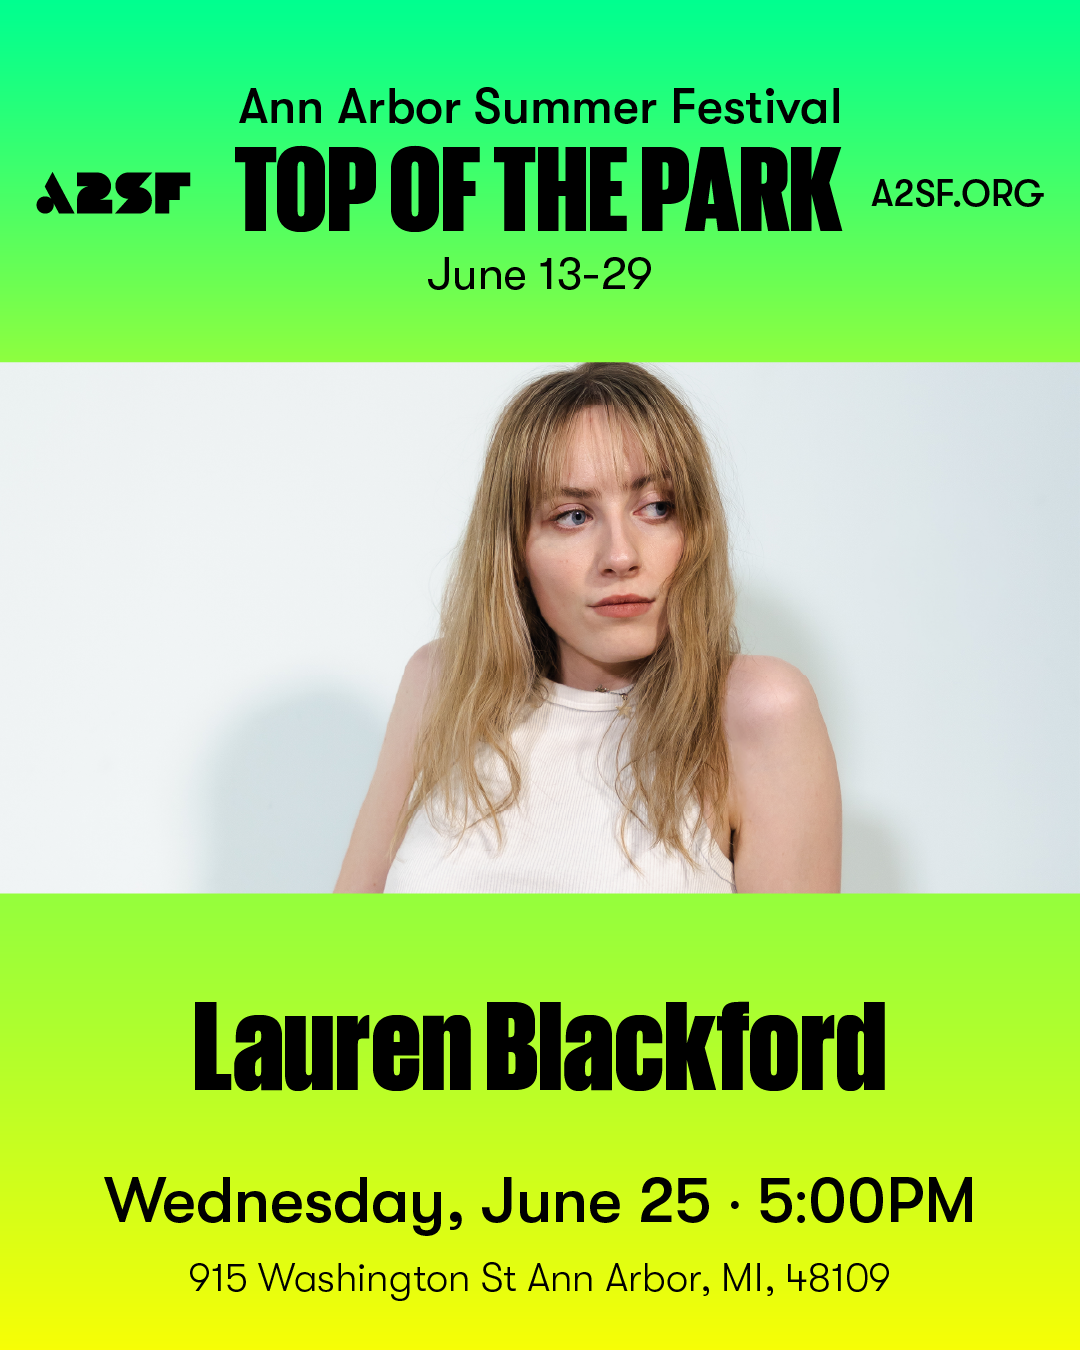 Ann Arbor Summer Festival
A2SF
TOP OF THE PARK
A2SF.ORG
June 13-29
Lauren Blackford
Wednesday, June 25 · 5:00PM
915 Washington St Ann Arbor, MI, 48109